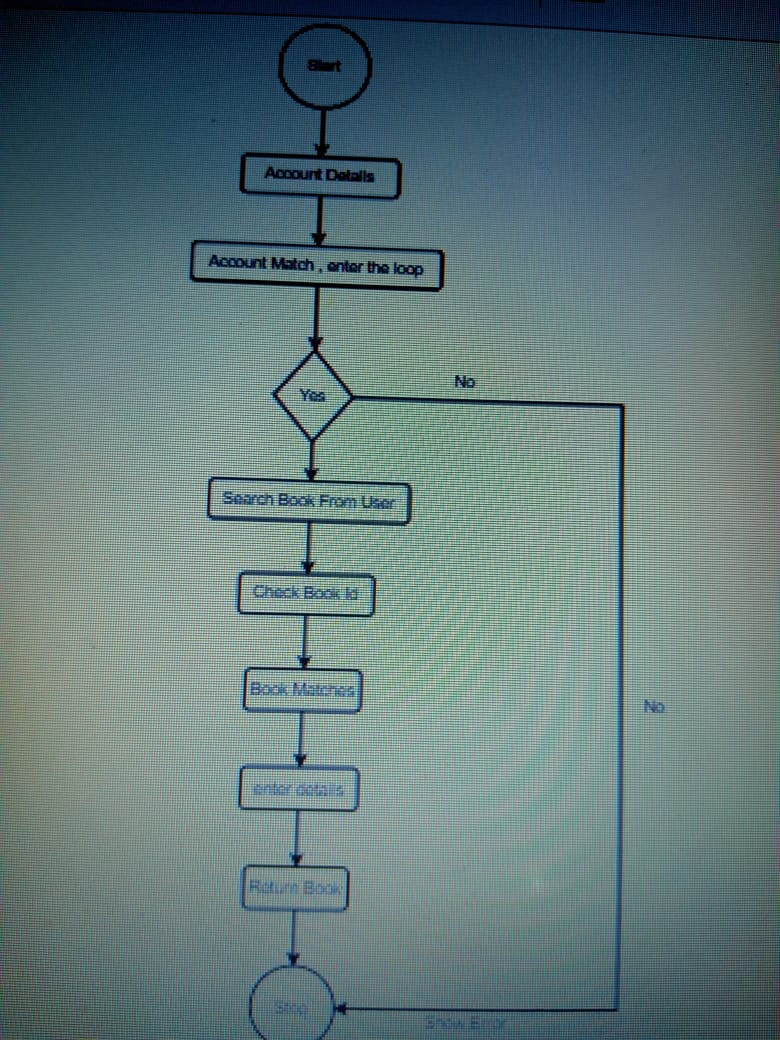 Start
Account Details
Account Match , enter the loop
No
Yes
Search Book From User
Check Book Id
Book Matches
No
enter details
Return Book
Stop
Show Error